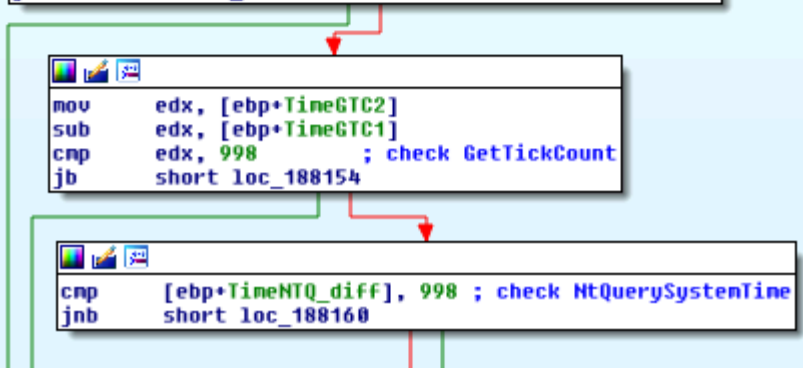 mov edx, [ebp+TimeGTC2]
sub edx, [ebp+TimeGTC1]
cmp edx, 998 ; check GetTickCount
jb short loc_188154
cmp [ebp+TimeNTQ_diff], 998 ; check NtQuerySystemTime
jnb short loc_188160